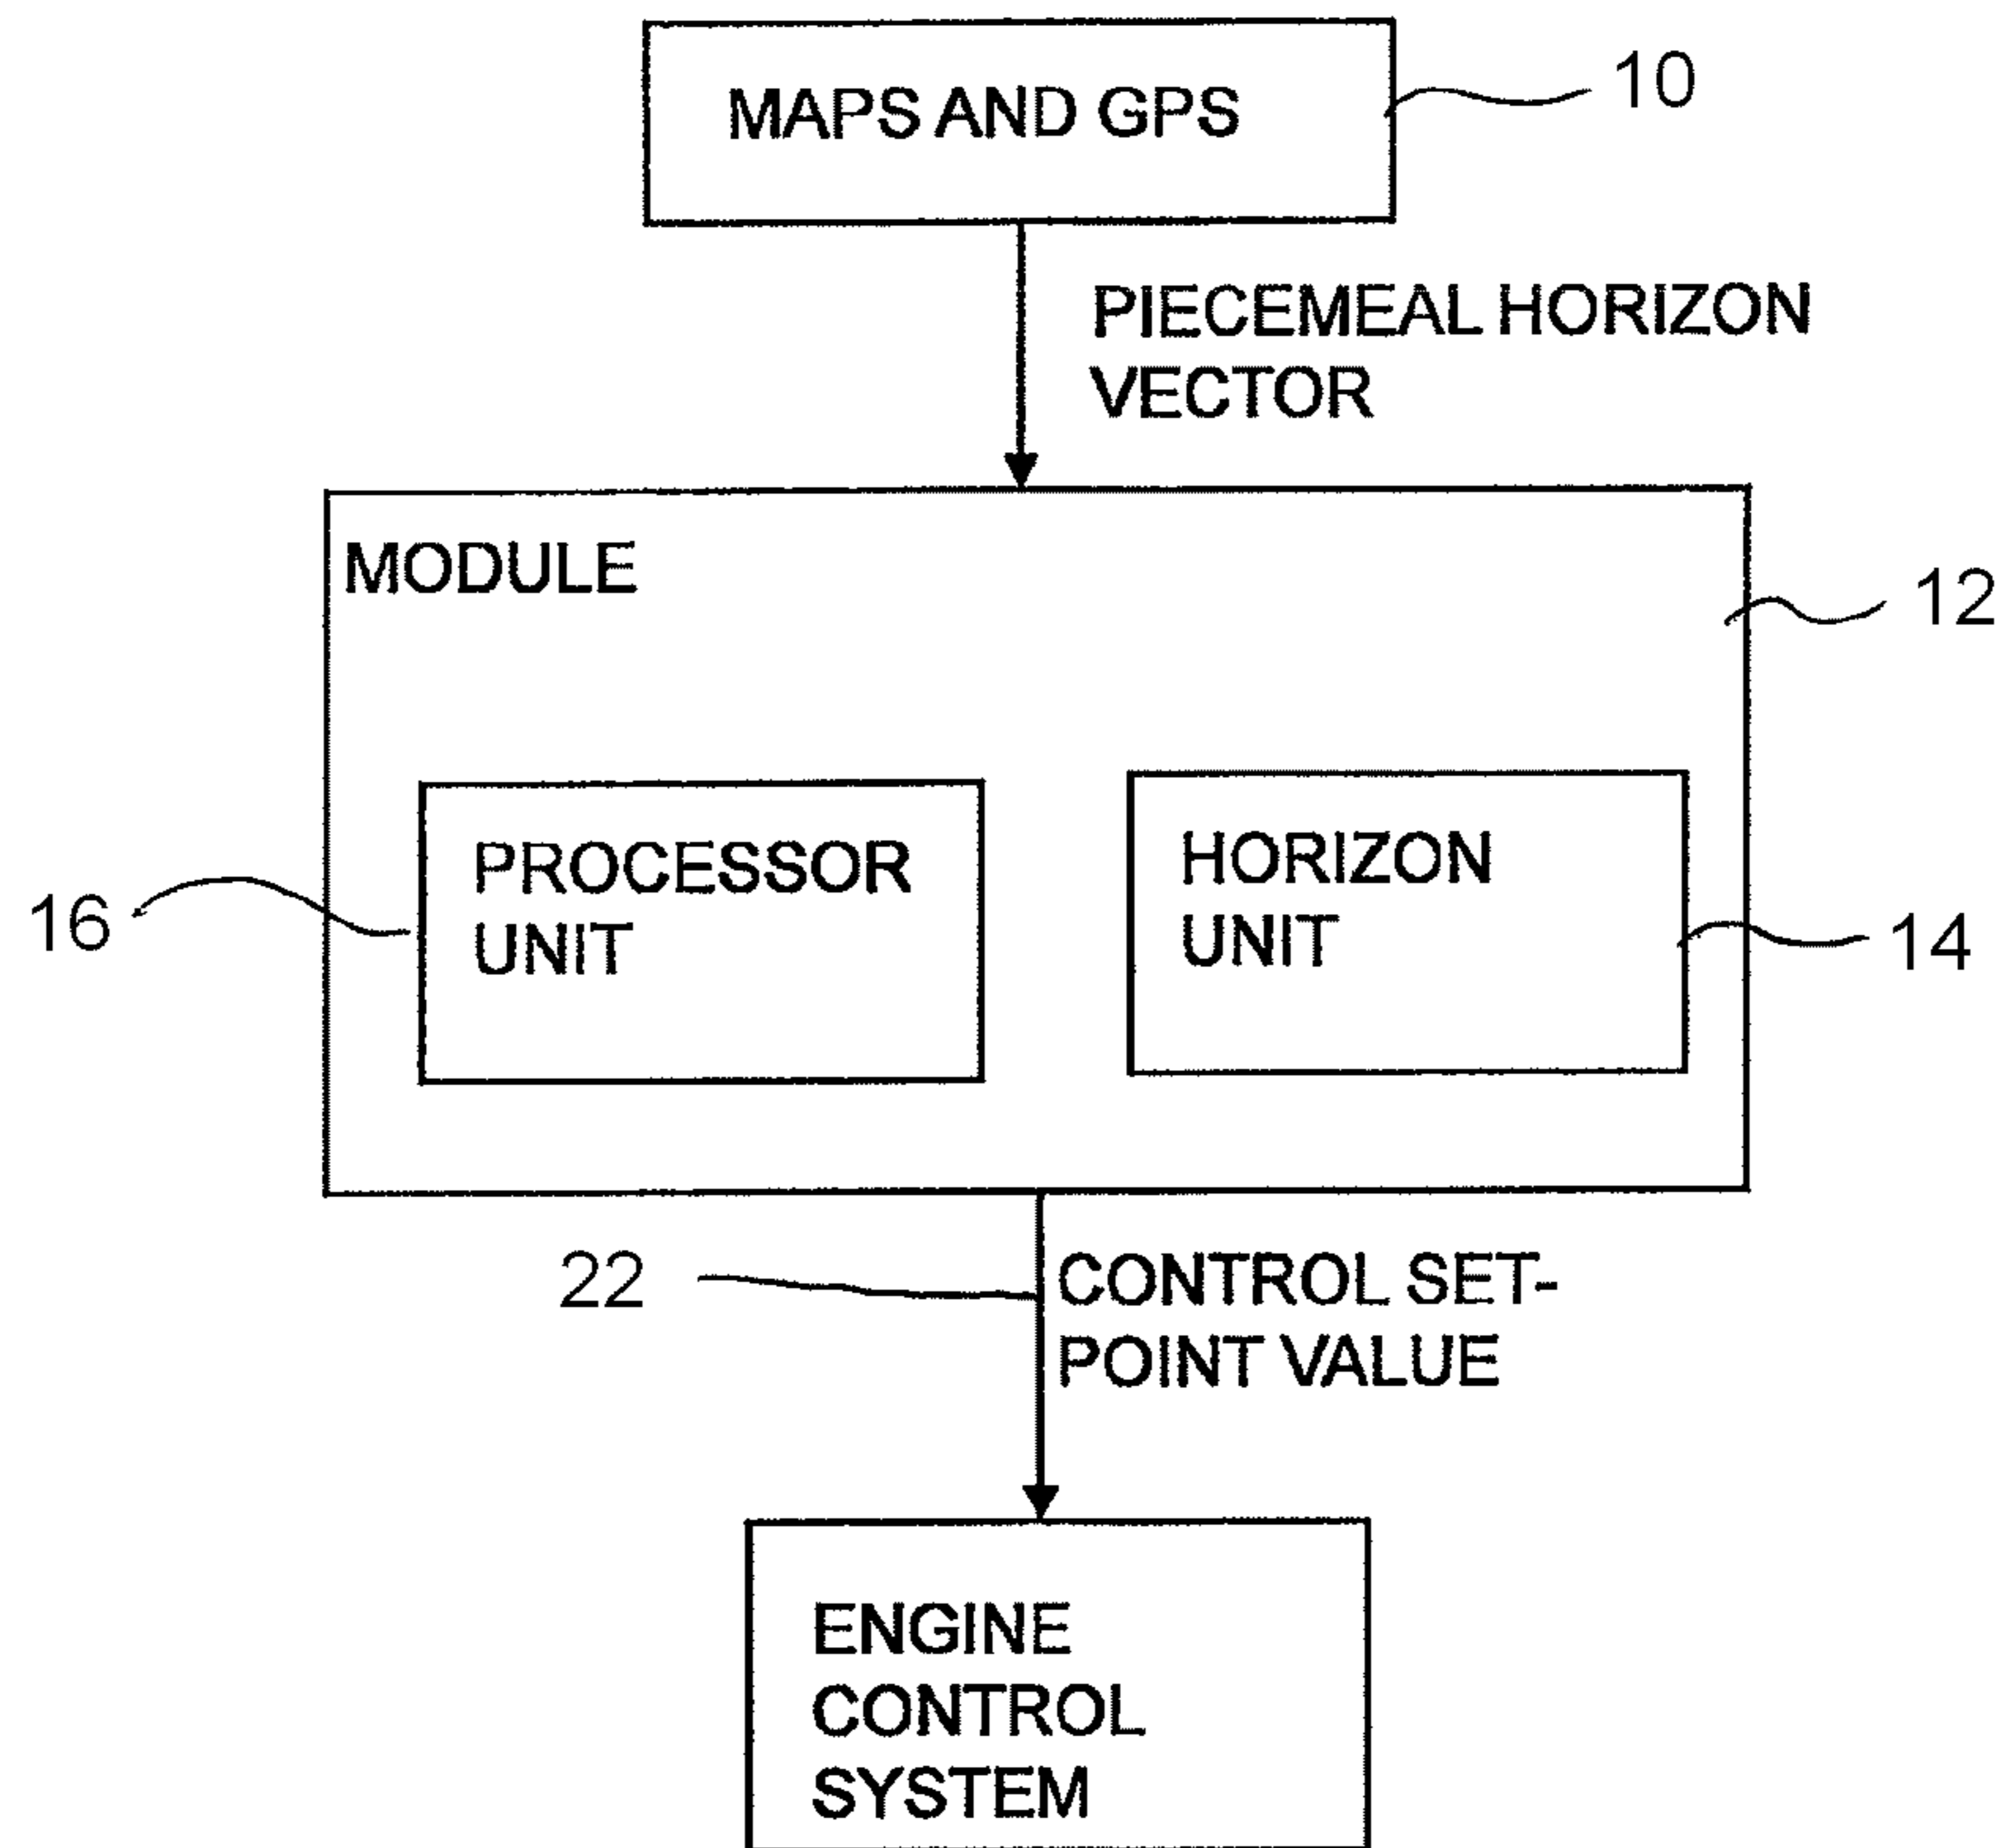 MAPS AND GPS
10
PIECEMEAL HORIZON
VECTOR
MODULE
12
PROCESSOR
UNIT
16
HORIZON
UNIT
14
22
CONTROL SET-
POINT VALUE
ENGINE
CONTROL
SYSTEM